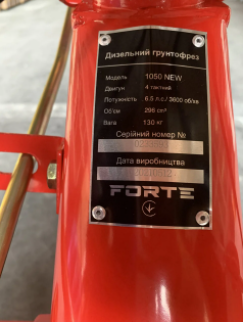 Дизельний грунтофрез
Модель 1050 NEW
Двигун 4 тактний
Потужність 6.5 л.с./ 3600 об/хв
Об'єм 296 cm³
Вага 130 кг
Серійний номер №
Дата виробництва
FORTE